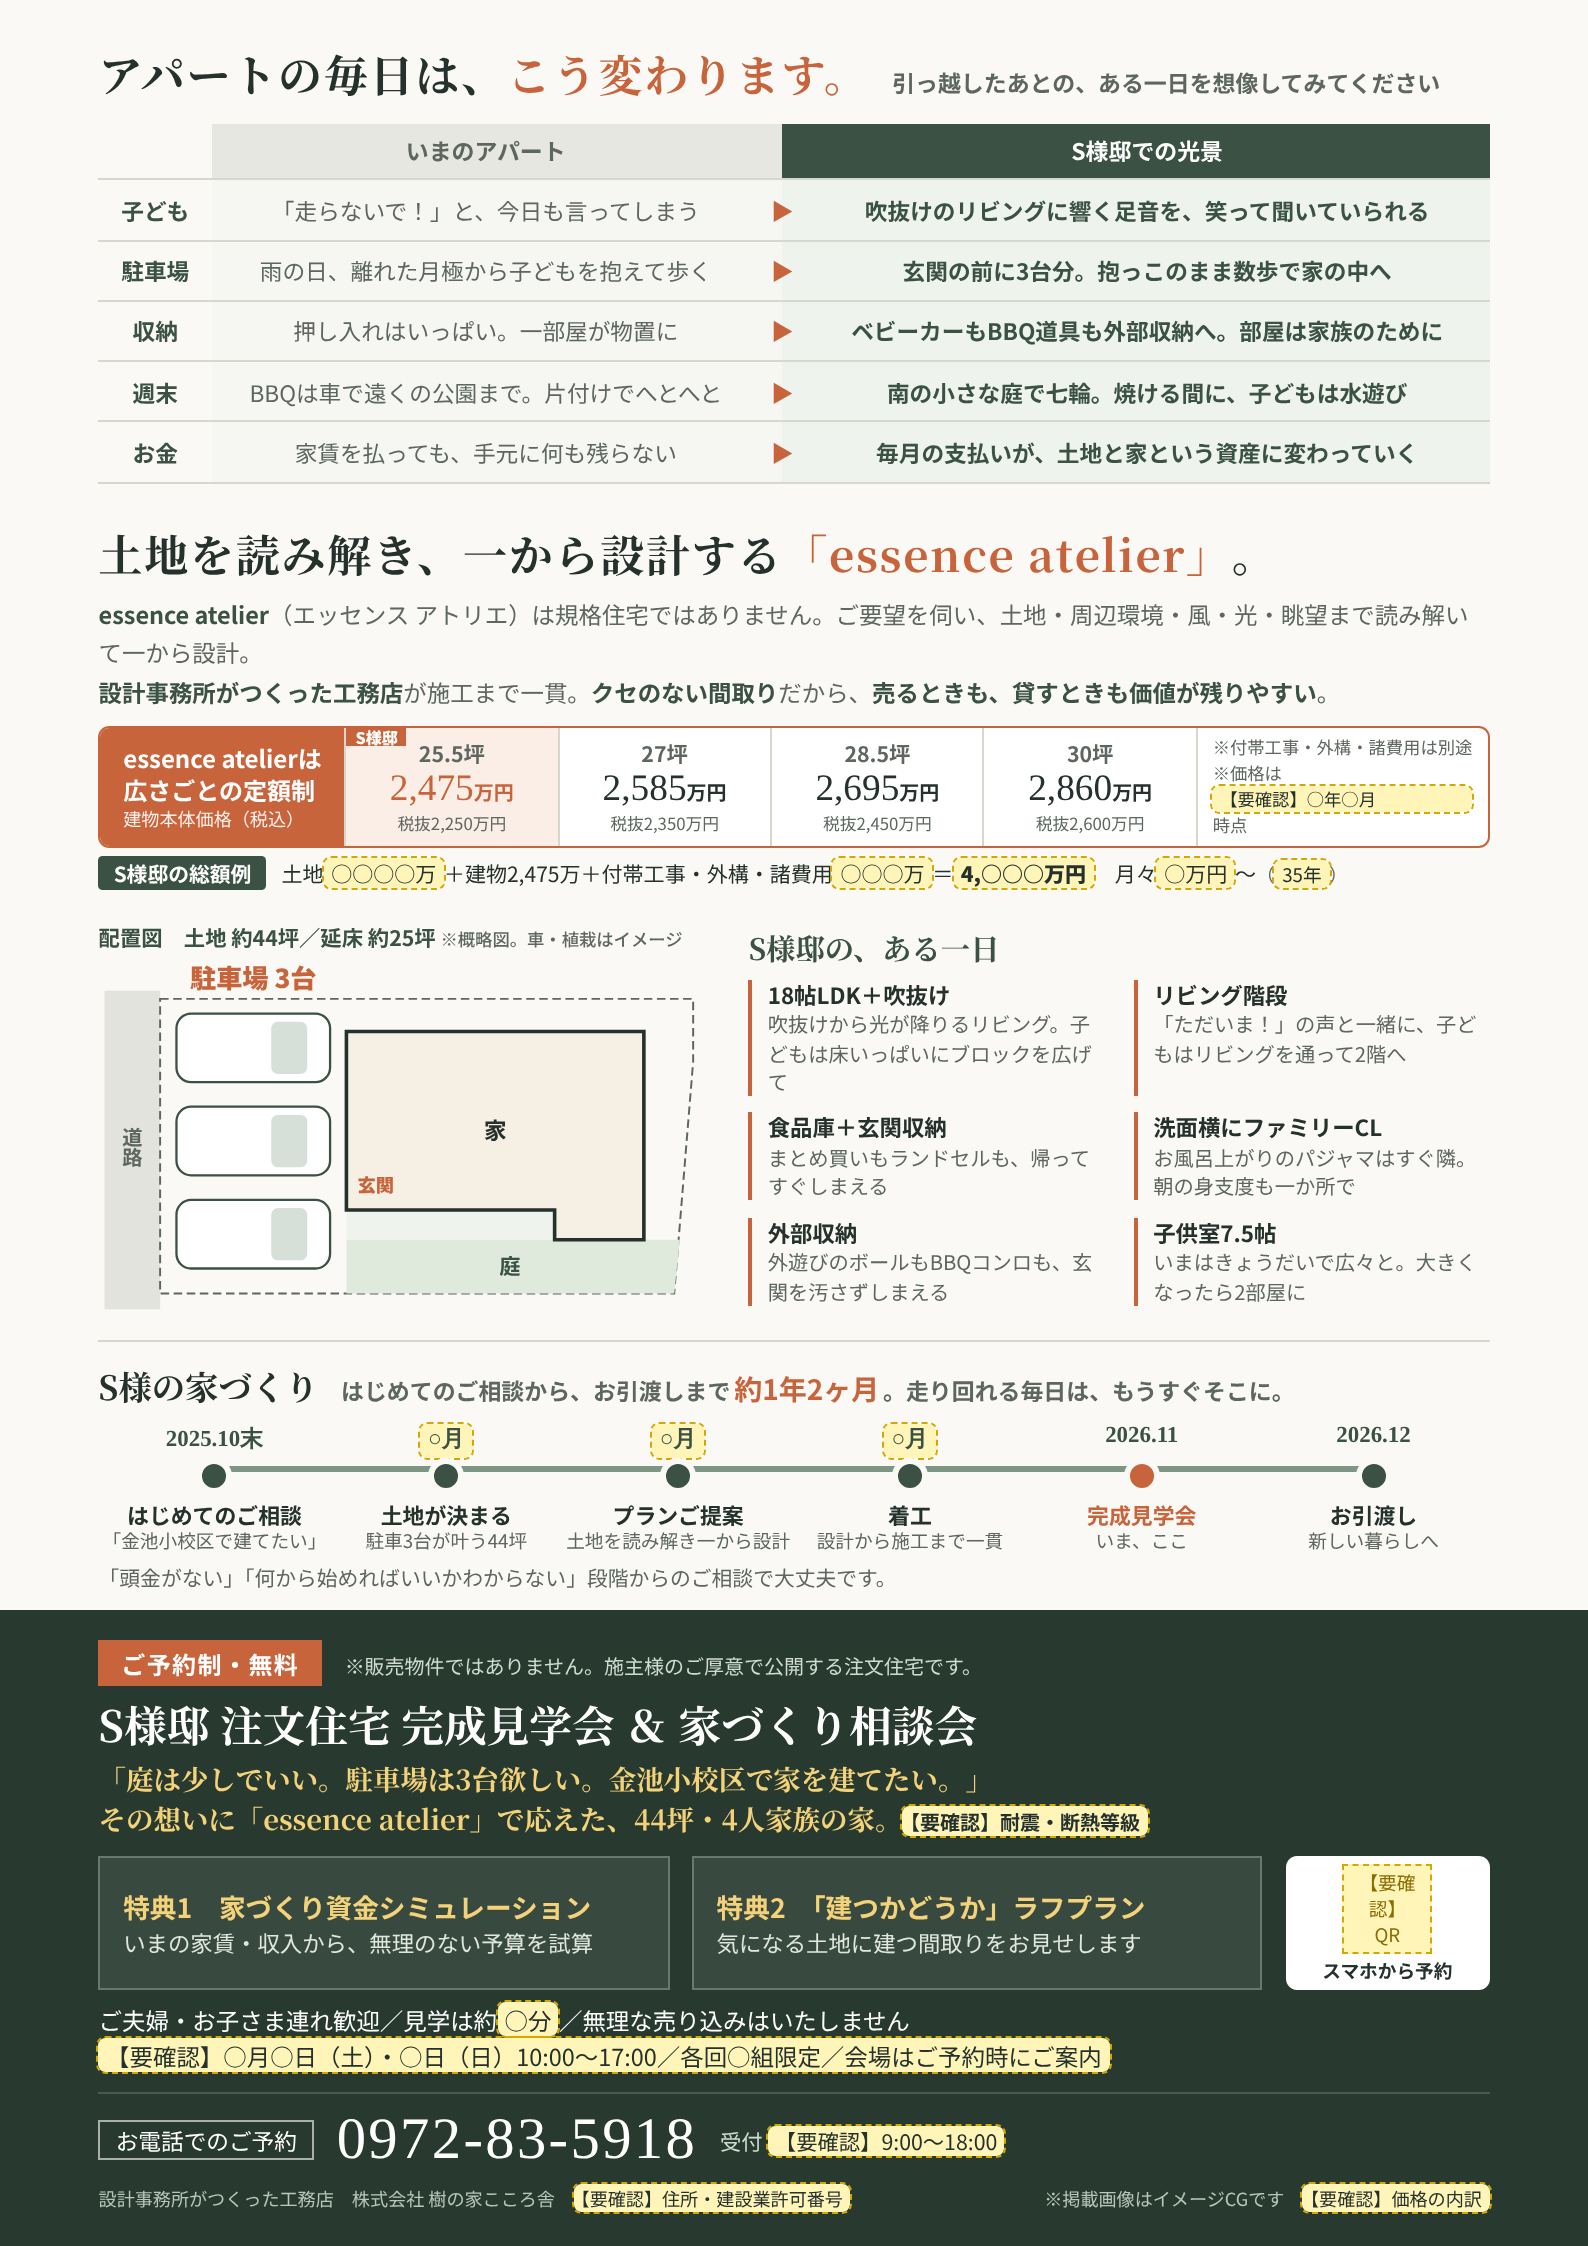 アパートの毎日は、こう変わります。 引っ越したあとの、ある一日を想像してみてください
いまのアパート S様邸での光景
子ども 「走らないで！」と、今日も言ってしまう ▶ 吹抜けのリビングに響く足音を、笑って聞いていられる
駐車場 雨の日、離れた月極から子どもを抱えて歩く ▶ 玄関の前に3台分。抱っこのまま数歩で家の中へ
収納 押し入れはいっぱい。一部屋が物置に ▶ ベビーカーもBBQ道具も外部収納へ。部屋は家族のために
週末 BBQは車で遠くの公園まで。片付けでへとへと ▶ 南の小さな庭で七輪。焼ける間に、子どもは水遊び
お金 家賃を払っても、手元に何も残らない ▶ 毎月の支払いが、土地と家という資産に変わっていく
土地を読み解き、一から設計する「essence atelier」。
essence atelier（エッセンス アトリエ）は規格住宅ではありません。ご要望を伺い、土地・周辺環境・風・光・眺望まで読み解い
て一から設計。
設計事務所がつくった工務店が施工まで一貫。クセのない間取りだから、売るときも、貸すときも価値が残りやすい。
essence atelierは
広さごとの定額制
建物本体価格（税込）
S様邸
25.5坪
2,475万円
税抜2,250万円
27坪
2,585万円
税抜2,350万円
28.5坪
2,695万円
税抜2,450万円
30坪
2,860万円
税抜2,600万円
※付帯工事・外構・諸費用は別途
※価格は
【要確認】〇年〇月
時点
S様邸の総額例 土地〇〇〇〇万＋建物2,475万＋付帯工事・外構・諸費用〇〇〇万＝4,〇〇〇万円 月々〇万円〜（35年）
配置図 土地 約44坪／延床 約25坪 ※概略図。車・植栽はイメージ
駐車場 3台
道路
家
玄関
庭
S様邸の、ある一日
18帖LDK＋吹抜け
吹抜けから光が降りるリビング。子
どもは床いっぱいにブロックを広げ
て
リビング階段
「ただいま！」の声と一緒に、子ど
もはリビングを通って2階へ
食品庫＋玄関収納
まとめ買いもランドセルも、帰って
すぐしまえる
洗面横にファミリーCL
お風呂上がりのパジャマはすぐ隣。
朝の身支度も一か所で
外部収納
外遊びのボールもBBQコンロも、玄
関を汚さずしまえる
子供室7.5帖
いまはきょうだいで広々と。大きく
なったら2部屋に
S様の家づくり はじめてのご相談から、お引渡しまで約1年2ヶ月。走り回れる毎日は、もうすぐそこに。
2025.10末 ○月 ○月 ○月 2026.11 2026.12
はじめてのご相談 土地が決まる プランご提案 着工 完成見学会 お引渡し
「金池小校区で建てたい」 駐車3台が叶う44坪 土地を読み解き一から設計 設計から施工まで一貫 いま、ここ 新しい暮らしへ
「頭金がない」「何から始めればいいかわからない」段階からのご相談で大丈夫です。
ご予約制・無料 ※販売物件ではありません。施主様のご厚意で公開する注文住宅です。
S様邸 注文住宅 完成見学会 ＆ 家づくり相談会
「庭は少しでいい。駐車場は3台欲しい。金池小校区で家を建てたい。」
その想いに「essence atelier」で応えた、44坪・4人家族の家。【要確認】耐震・断熱等級
特典1 家づくり資金シミュレーション
いまの家賃・収入から、無理のない予算を試算
特典2 「建つかどうか」ラフプラン
気になる土地に建つ間取りをお見せします
【要確
認】
QR
スマホから予約
ご夫婦・お子さま連れ歓迎／見学は約〇分／無理な売り込みはいたしません
【要確認】〇月〇日（土）・〇日（日）10:00〜17:00／各回〇組限定／会場はご予約時にご案内
お電話でのご予約 0972-83-5918 受付【要確認】9:00〜18:00
設計事務所がつくった工務店 株式会社 樹の家こころ舎 【要確認】住所・建設業許可番号 ※掲載画像はイメージCGです 【要確認】価格の内訳